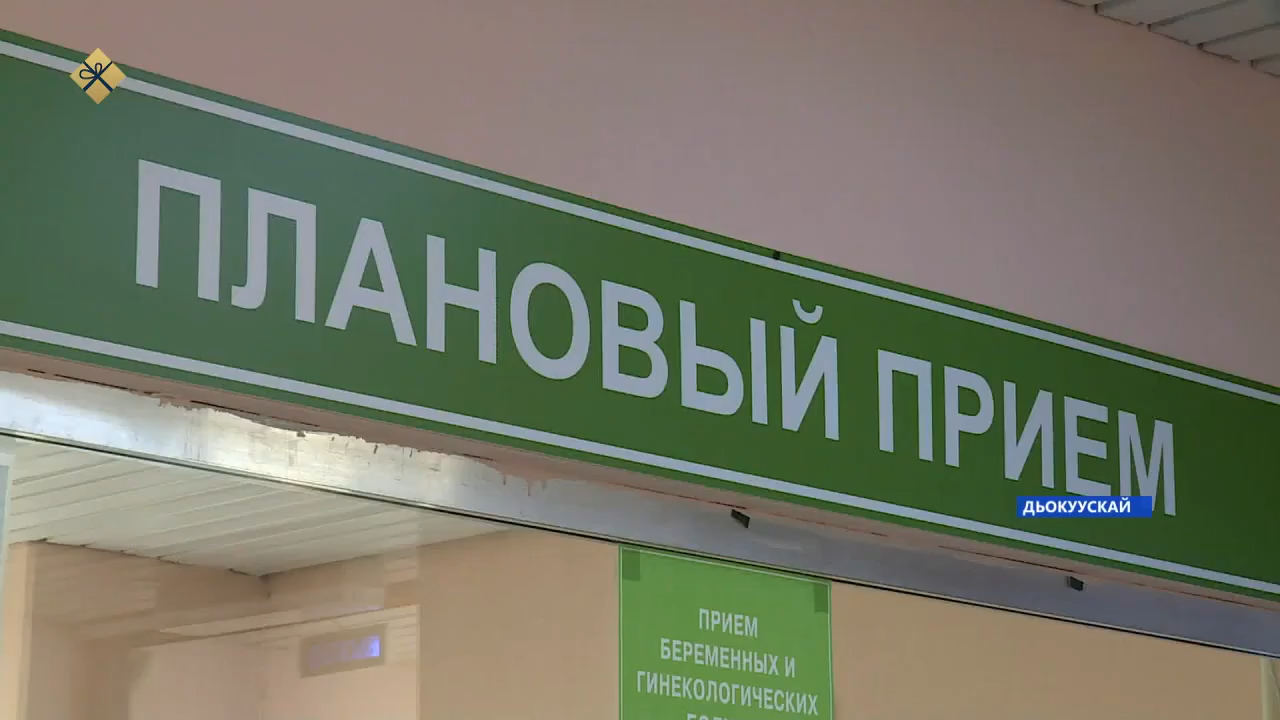 ПЛАНОВЫЙ ПРИЕМ
ДЬОКУУСКАЙ
ПРИЕМ
БЕРЕМЕННЫХ И
ГИНЕКОЛОГИЧЕСКИХ